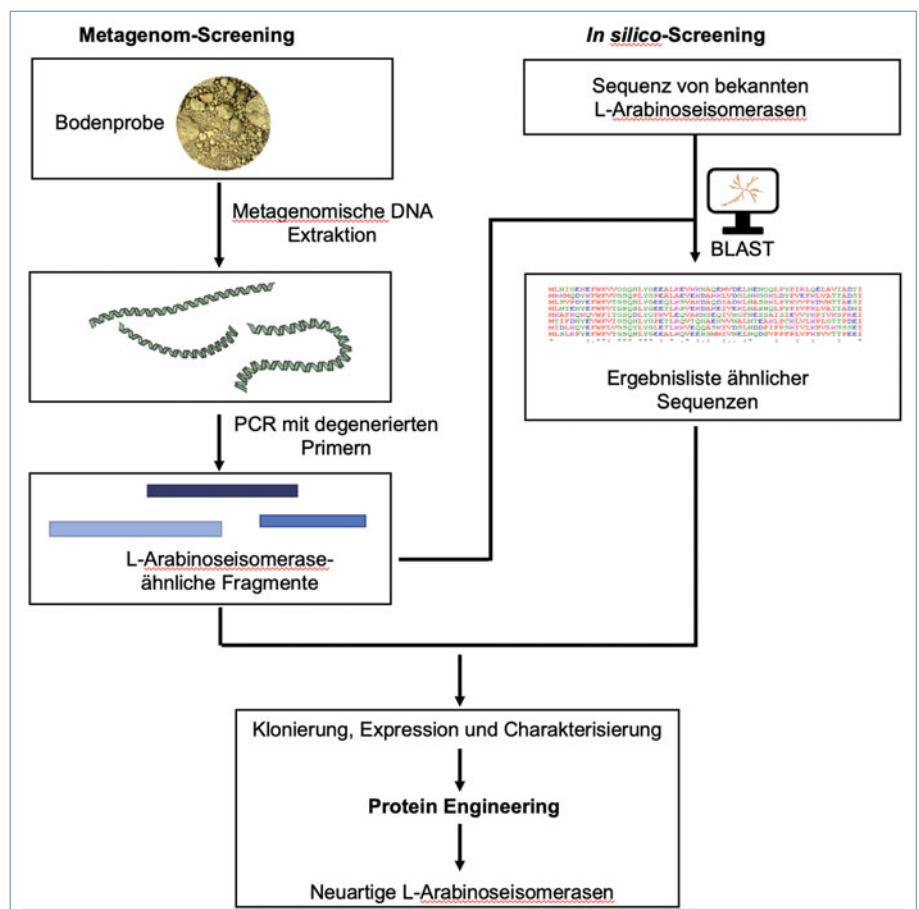 Metagenom-Screening
Bodenprobe
Metagenomische DNA
Extraktion
PCR mit degenerierten
Primern
L-Arabinoseisomerase-
ähnliche Fragmente
In silico-Screening
Sequenz von bekannten
L-Arabinoseisomerasen
BLAST
Ergebnisliste ähnlicher
Sequenzen
Klonierung, Expression und Charakterisierung
Protein Engineering
Neuartige L-Arabinoseisomerasen